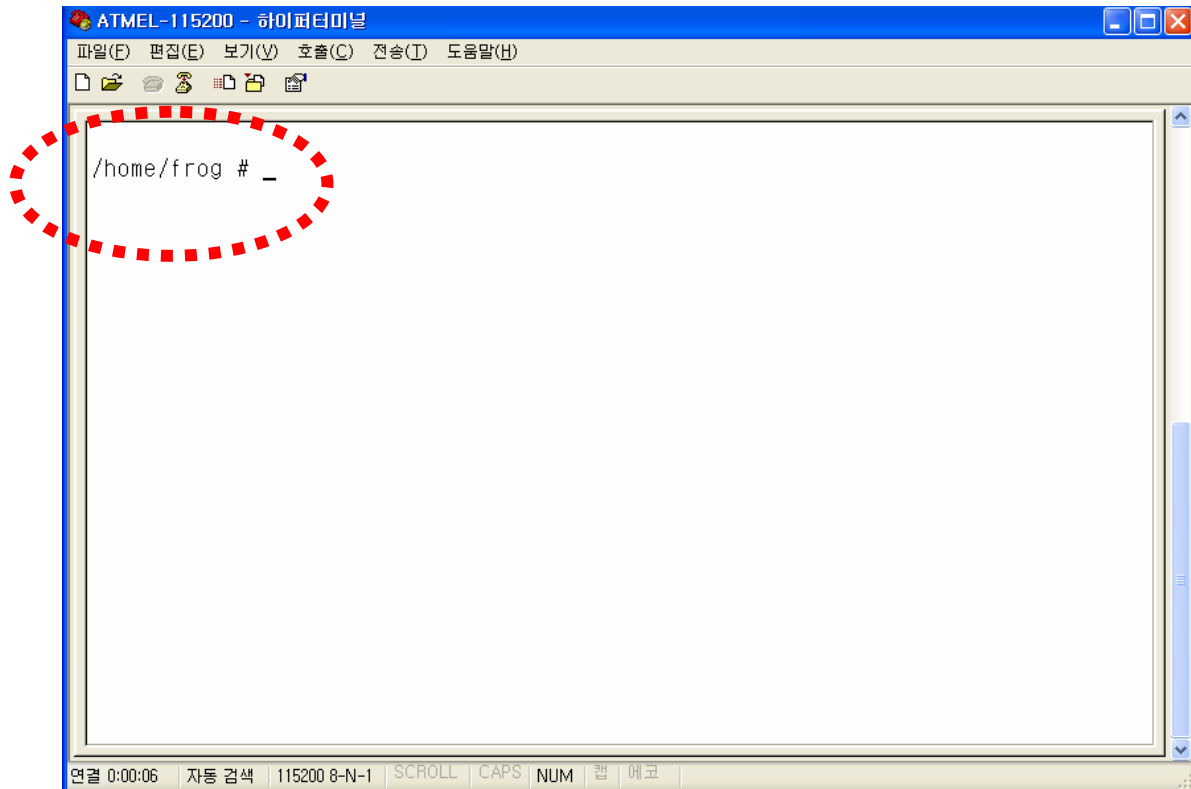 ATMEL-115200 - 하이퍼터미널
파일(F) 편집(E) 보기(V) 호출(C) 전송(T) 도움말(H)
/home/frog # _
연결 0:00:06 자동 검색 115200 8-N-1 SCROLL CAPS NUM 캡 에코